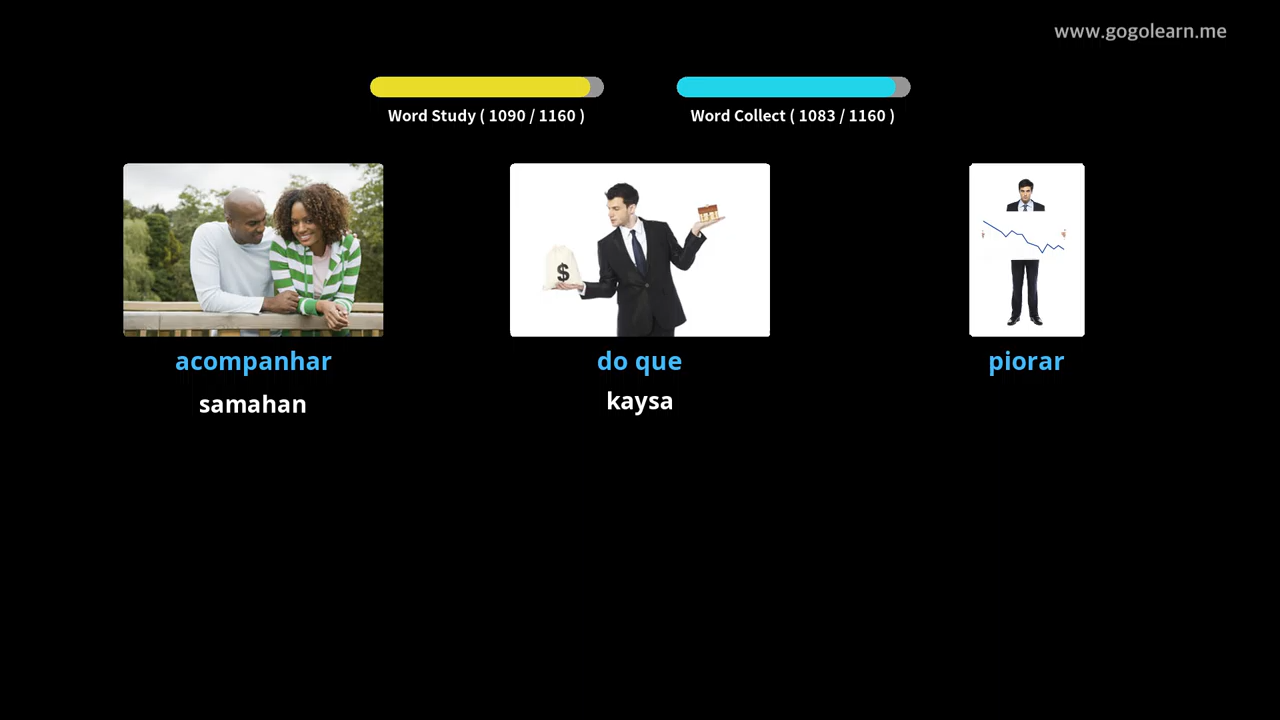 www.gogolearn.me
Word Study ( 1090 / 1160 )
Word Collect ( 1083 / 1160 )
$
acompanhar
do que
piorar
samahan
kaysa